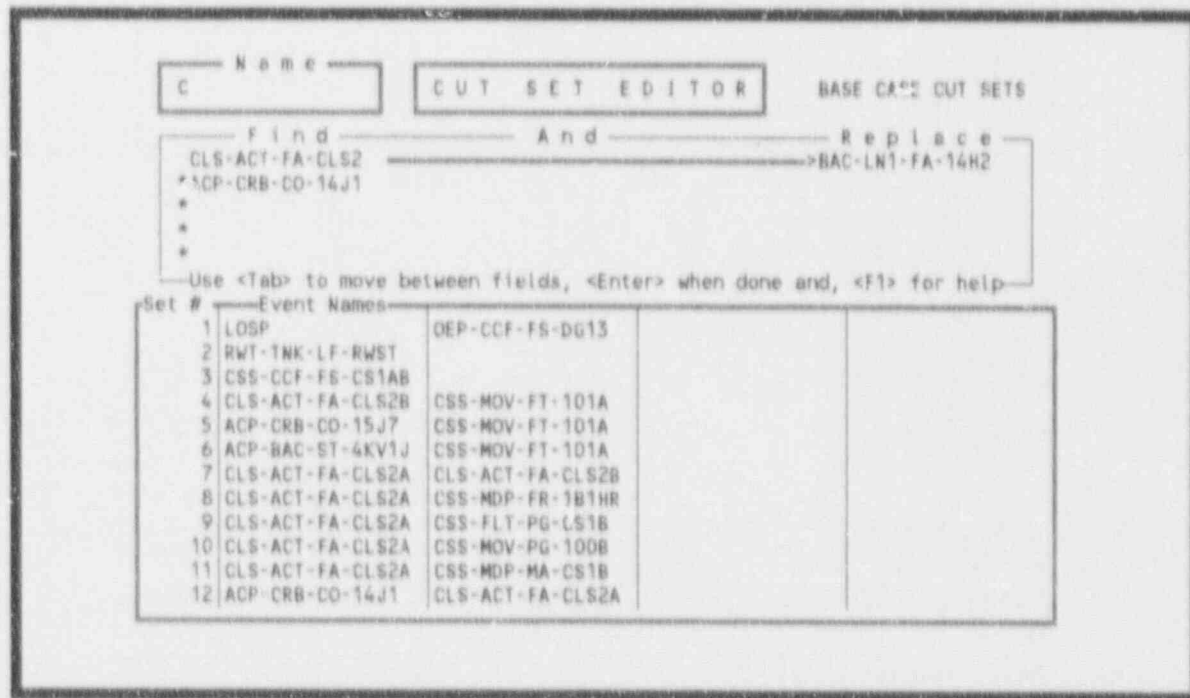 Name
C
CUT SET EDITOR
BASE CASE CUT SETS
Find And Replace
CLS-ACT-FA-CLS2 >BAC-LN1-FA-14H2
*ACP-CRB-CO-14J1
*
*
*
Use <Tab> to move between fields, <Enter> when done and, <F1> for help
Set # Event Names
1 LOSP OEP-CCF-FS-DG13
2 RWT-TNK-LF-RWST
3 CSS-CCF-FS-CS1AB
4 CLS-ACT-FA-CLS2B CSS-MOV-FT-101A
5 ACP-CRB-CO-15J7 CSS-MOV-FT-101A
6 ACP-BAC-ST-4KV1J CSS-MOV-FT-101A
7 CLS-ACT-FA-CLS2A CLS-ACT-FA-CLS2B
8 CLS-ACT-FA-CLS2A CSS-MDP-FR-1B1HR
9 CLS-ACT-FA-CLS2A CSS-FLT-PG-CS1B
10 CLS-ACT-FA-CLS2A CSS-MOV-PG-100B
11 CLS-ACT-FA-CLS2A CSS-MDP-MA-CS1B
12 ACP-CRB-CO-14J1 CLS-ACT-FA-CLS2A